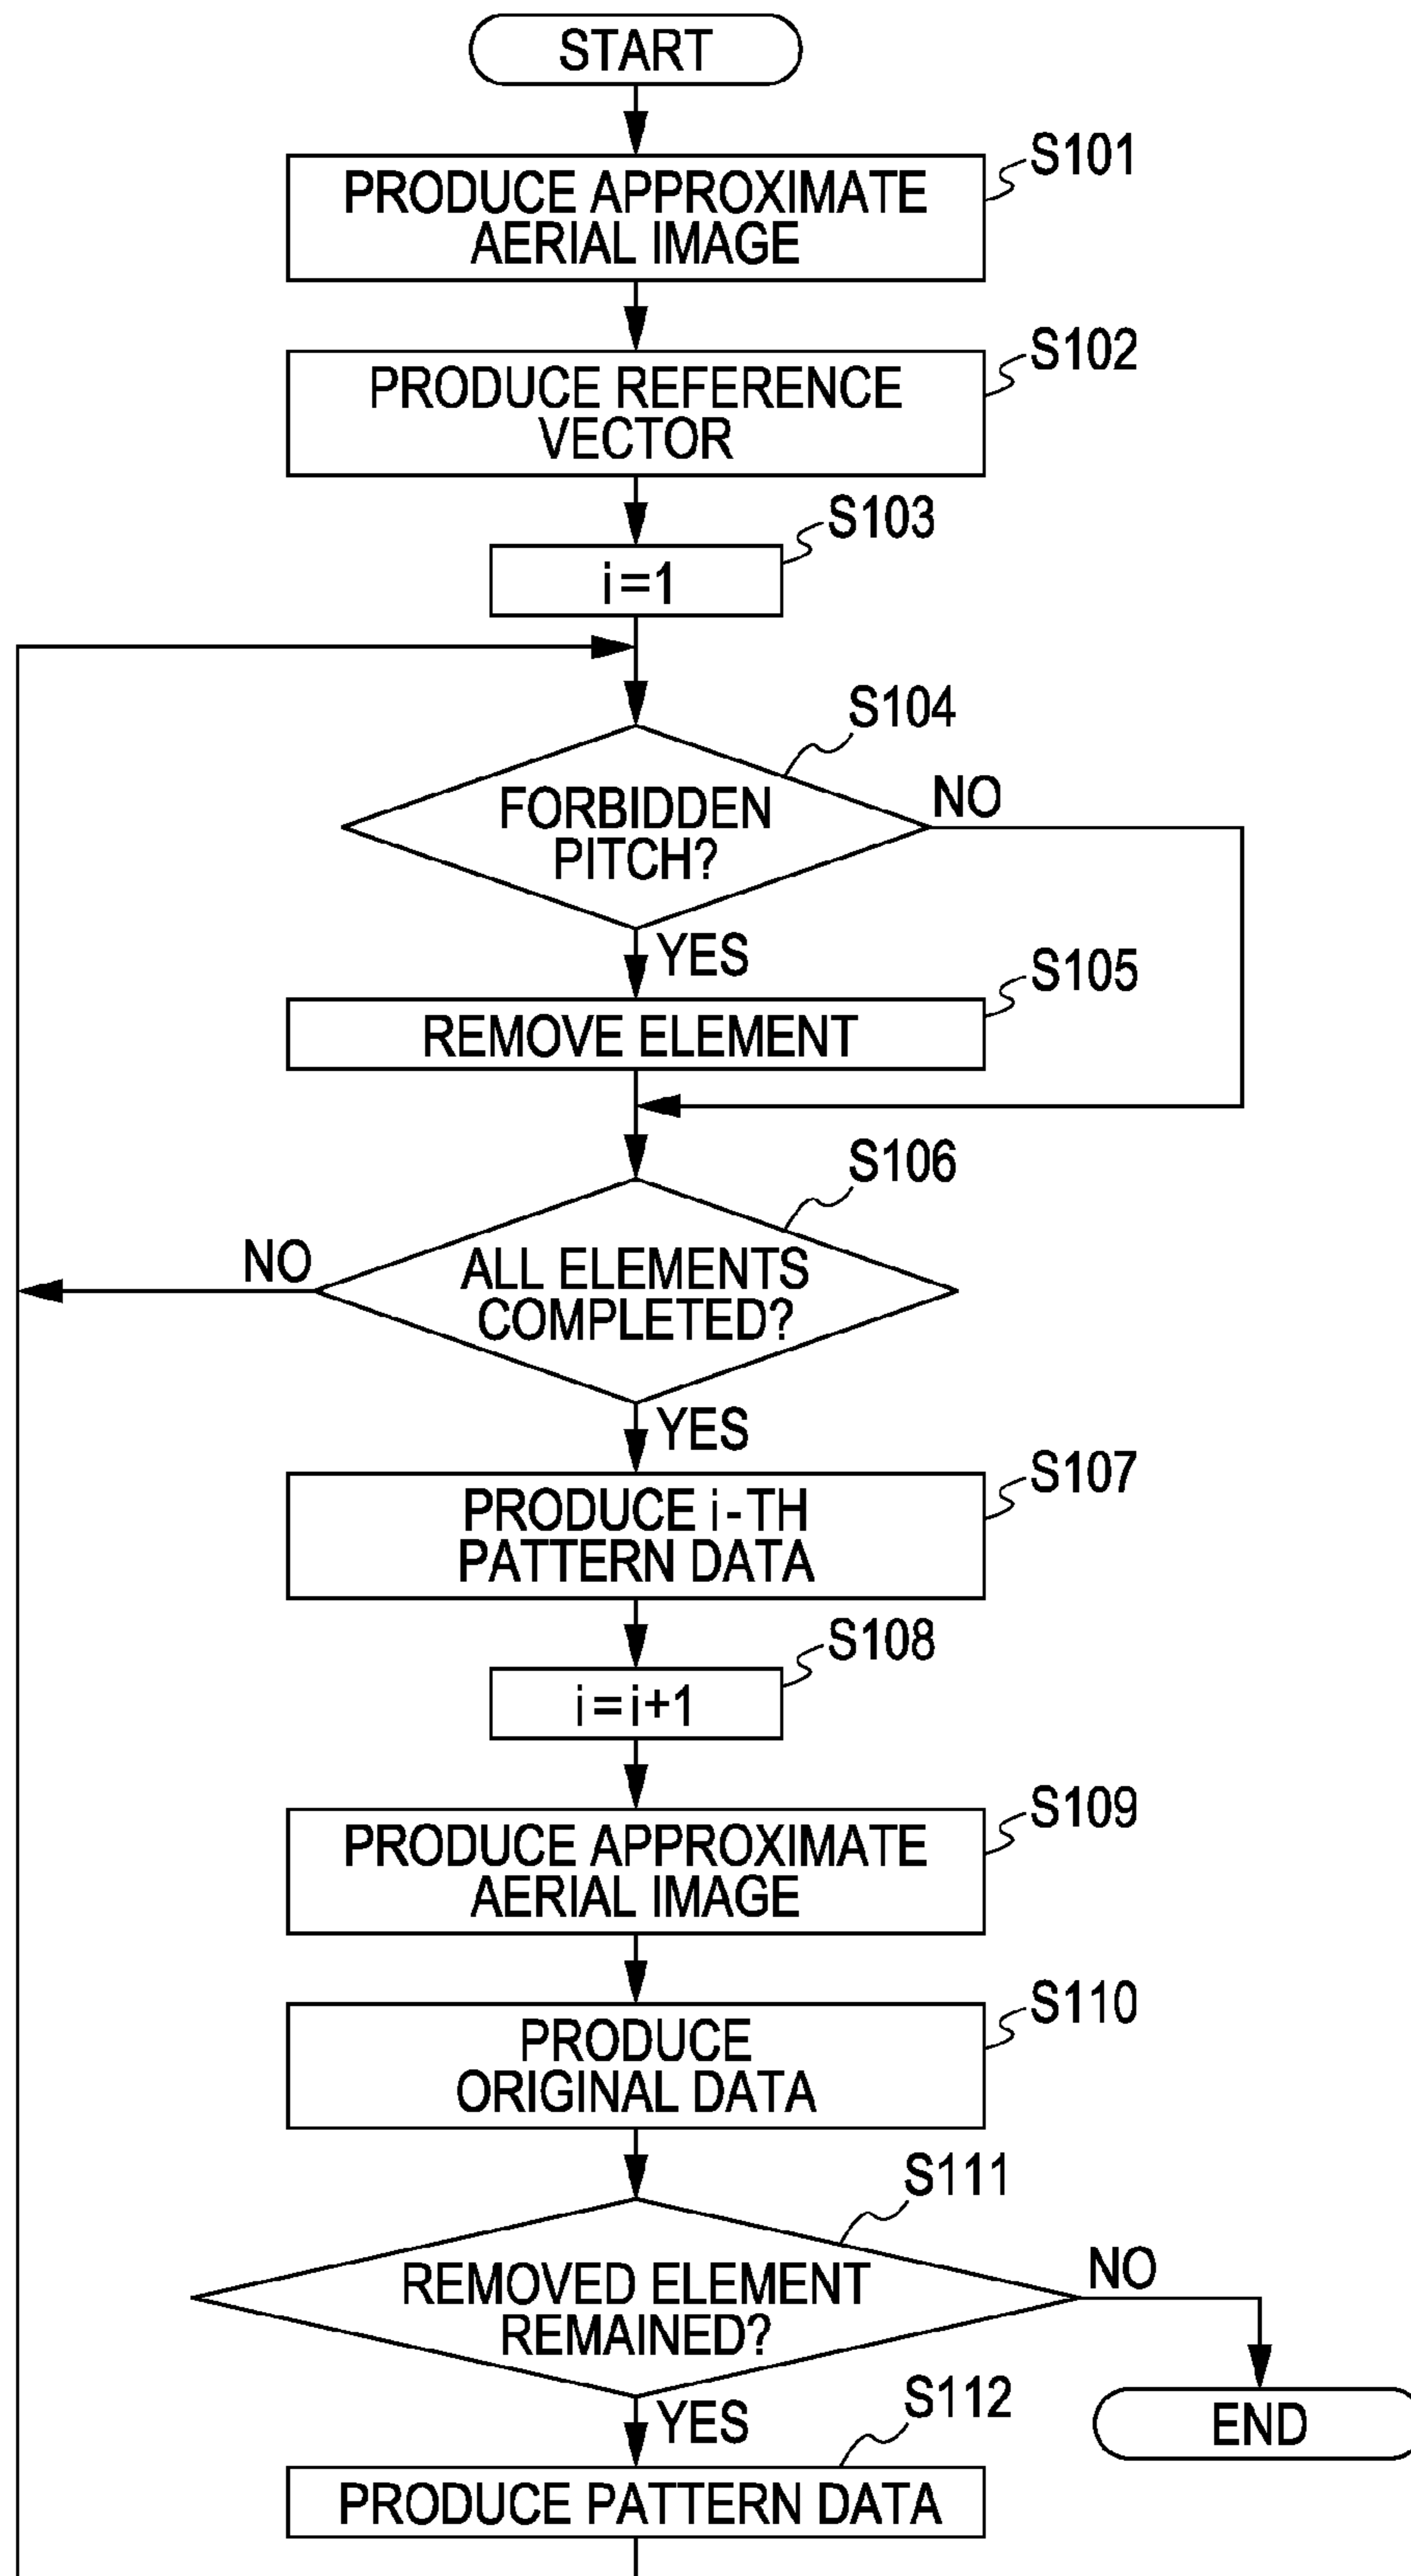 START
S101
PRODUCE APPROXIMATE
AERIAL IMAGE
S102
PRODUCE REFERENCE
VECTOR
S103
i=1
S104
FORBIDDEN
PITCH?
NO
YES
S105
REMOVE ELEMENT
S106
ALL ELEMENTS
COMPLETED?
NO
YES
S107
PRODUCE i-TH
PATTERN DATA
S108
i=i+1
S109
PRODUCE APPROXIMATE
AERIAL IMAGE
S110
PRODUCE
ORIGINAL DATA
S111
REMOVED ELEMENT
REMAINED?
NO
YES
END
S112
PRODUCE PATTERN DATA